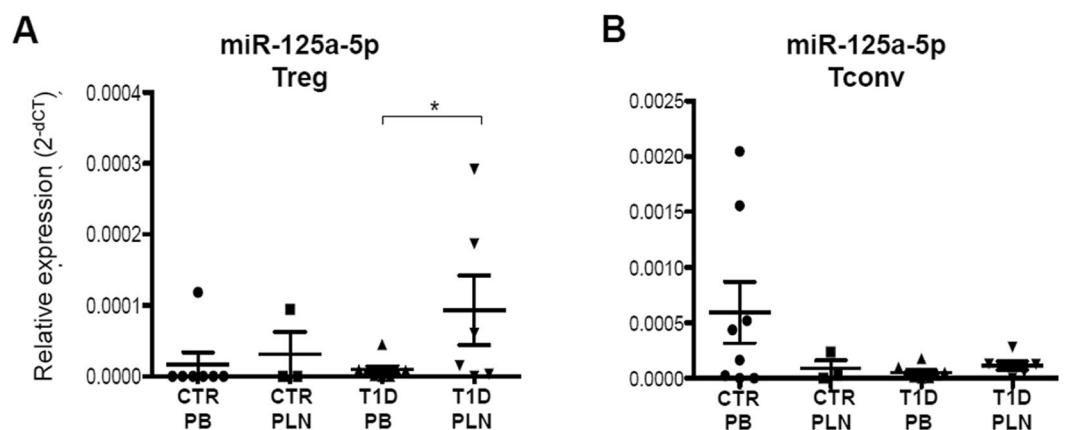 A
miR-125a-5p
Treg
Relative expression (2-dCT)
0.0004
0.0003
0.0002
0.0001
0.0000
*
CTR PB
CTR PLN
T1D PB
T1D PLN
B
miR-125a-5p
Tconv
0.0025
0.0020
0.0015
0.0010
0.0005
0.0000
CTR PB
CTR PLN
T1D PB
T1D PLN